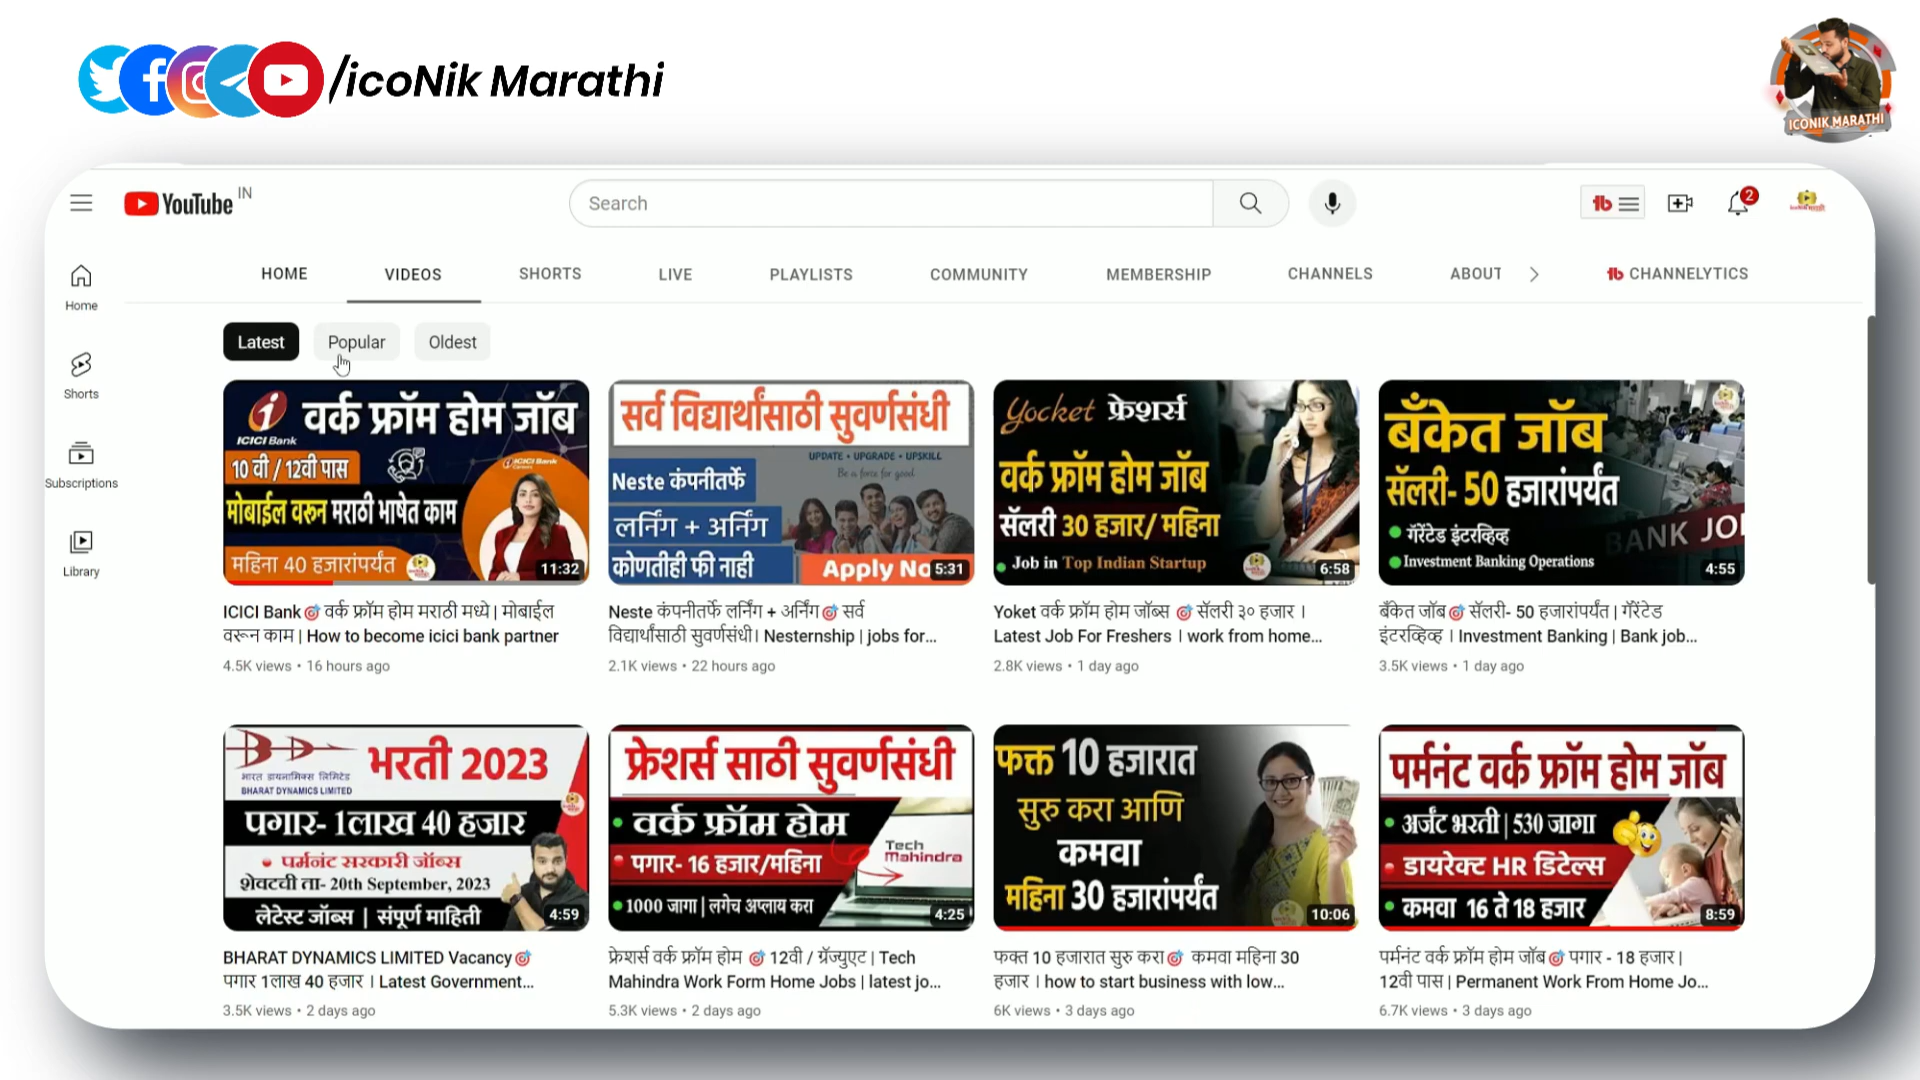 /icoNik Marathi
ICONIK MARATHI
YouTube IN
Search
2
HOME
VIDEOS
SHORTS
LIVE
PLAYLISTS
COMMUNITY
MEMBERSHIP
CHANNELS
ABOUT
CHANNELYTICS
Home
Shorts
Subscriptions
Library
Latest
Popular
Oldest
ICICI Bank
वर्क फ्रॉम होम जॉब
10 वी / 12वी पास
मोबाईल वरून मराठी भाषेत काम
महिना 40 हजारांपर्यंत
11:32
ICICI Bank🎯 वर्क फ्रॉम होम मराठी मध्ये | मोबाईल
वरून काम | How to become icici bank partner
4.5K views • 16 hours ago
सर्व विद्यार्थांसाठी सुवर्णसंधी
UPDATE • UPGRADE • UPSKILL
Be a force for good
Neste कंपनीतर्फे
लर्निंग + अर्निंग
कोणतीही फी नाही
Apply No
5:31
Neste कंपनीतर्फे लर्निंग + अर्निंग🎯 सर्व
विद्यार्थांसाठी सुवर्णसंधी। Nesternship | jobs for...
2.1K views • 22 hours ago
Yocket फ्रेशर्स
वर्क फ्रॉम होम जॉब
सॅलरी 30 हजार/ महिना
Job in Top Indian Startup
6:58
Yoket वर्क फ्रॉम होम जॉब्स 🎯 सॅलरी ३० हजार ।
Latest Job For Freshers । work from home...
2.8K views • 1 day ago
बँकेत जॉब
सॅलरी- 50 हजारांपर्यंत
गॅरेंटेड इंटरव्हिव्ह
Investment Banking Operations
BANK JO
4:55
बँकेत जॉब🎯 सॅलरी- 50 हजारांपर्यंत | गॅरेंटेड
इंटरव्हिव्ह । Investment Banking | Bank job...
3.5K views • 1 day ago
भारत डायनामिक्स लिमिटेड
BHARAT DYNAMICS LIMITED
भरती 2023
पगार- 1लाख 40 हजार
पर्मनंट सरकारी जॉब्स
शेवटची ता- 20th September, 2023
लेटेस्ट जॉब्स | संपूर्ण माहिती
4:59
BHARAT DYNAMICS LIMITED Vacancy🎯
पगार 1लाख 40 हजार । Latest Government...
3.5K views • 2 days ago
फ्रेशर्स साठी सुवर्णसंधी
वर्क फ्रॉम होम
पगार- 16 हजार/महिना
1000 जागा | लगेच अप्लाय करा
Tech
Mahindra
4:25
फ्रेशर्स वर्क फ्रॉम होम 🎯 12वी / ग्रॅज्युएट | Tech
Mahindra Work Form Home Jobs | latest jo...
5.3K views • 2 days ago
फक्त 10 हजारात
सुरु करा आणि
कमवा
महिना 30 हजारांपर्यंत
10:06
फक्त 10 हजारात सुरु करा🎯 कमवा महिना 30
हजार । how to start business with low...
6K views • 3 days ago
पर्मनंट वर्क फ्रॉम होम जॉब
अर्जंट भरती | 530 जागा
डायरेक्ट HR डिटेल्स
कमवा 16 ते 18 हजार
8:59
पर्मनंट वर्क फ्रॉम होम जॉब🎯 पगार - 18 हजार |
12वी पास | Permanent Work From Home Jo...
6.7K views • 3 days ago